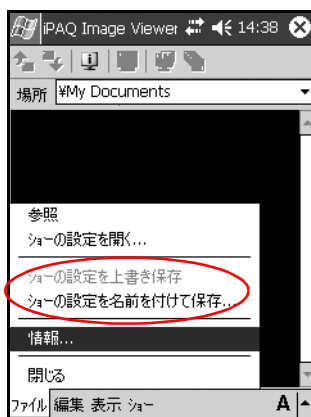 iPAQ Image Viewer 14:38
場所 ¥My Documents
参照
ショーの設定を開く...
ショーの設定を上書き保存
ショーの設定を名前を付けて保存...
情報...
閉じる
ファイル 編集 表示 ショー A